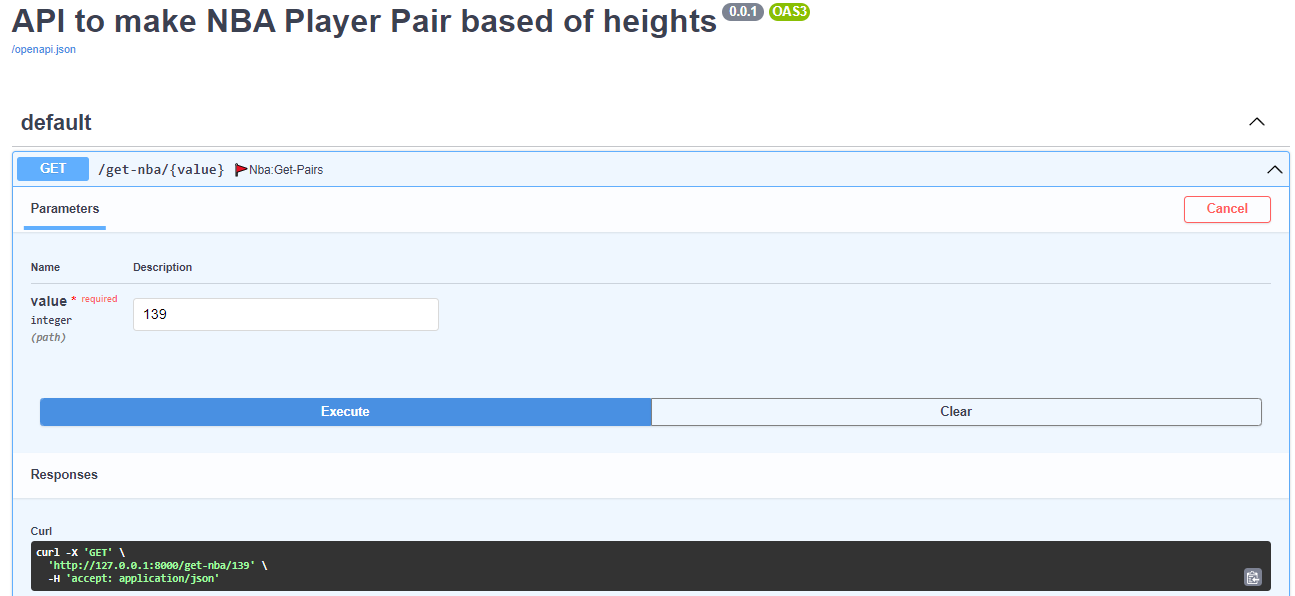 API to make NBA Player Pair based of heights 0.0.1 OAS3
/openapi.json
default
GET /get-nba/{value} Nba:Get-Pairs
Parameters Cancel
Name Description
value * required
integer
(path)
139
Execute Clear
Responses
Curl
curl -X 'GET' \
'http://127.0.0.1:8000/get-nba/139' \
-H 'accept: application/json'